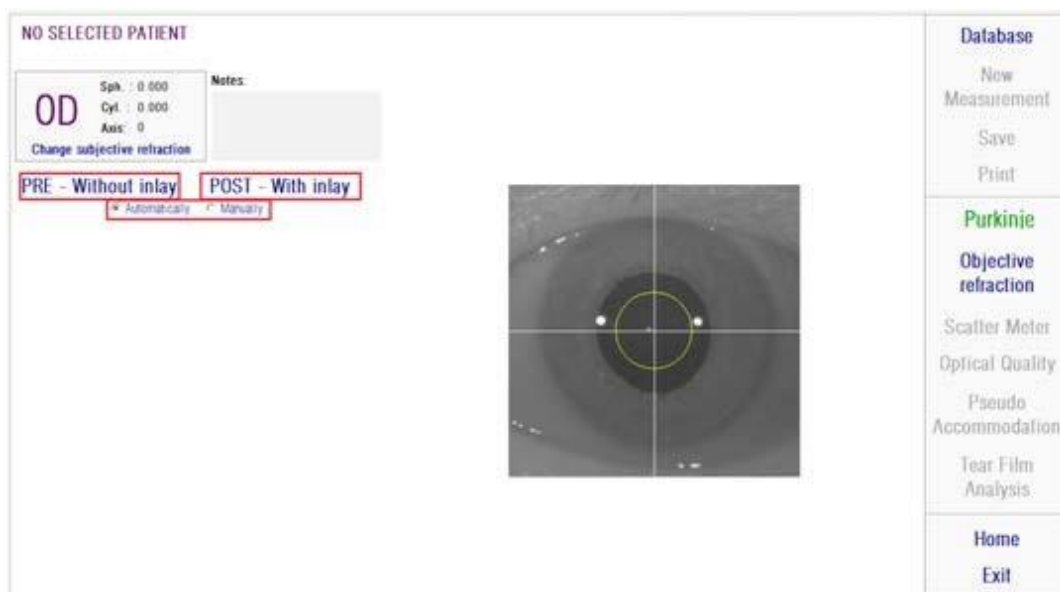 NO SELECTED PATIENT
OD
Sph. : 0.000
Cyl. : 0.000
Axis: 0
Change subjective refraction
Notes:
PRE - Without inlay
POST - With inlay
Automatically
Manually
Database
New
Measurement
Save
Print
Purkinje
Objective
refraction
Scatter Meter
Optical Quality
Pseudo
Accommodation
Tear Film
Analysis
Home
Exit